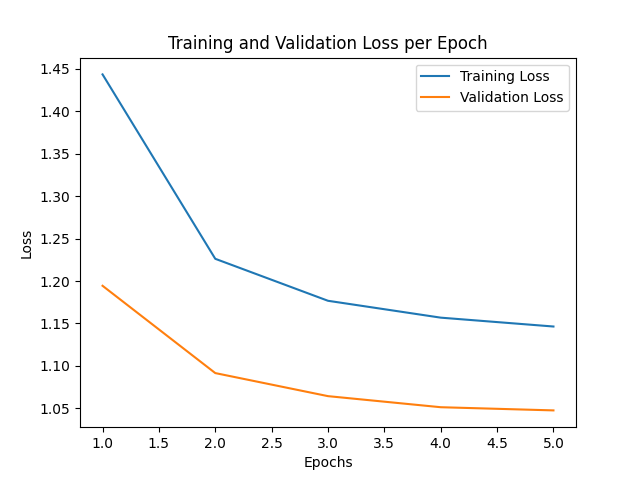 Training and Validation Loss per Epoch
Training Loss
Validation Loss
1.45
1.40
1.35
1.30
1.25
1.20
1.15
1.10
1.05
Loss
1.0 1.5 2.0 2.5 3.0 3.5 4.0 4.5 5.0
Epochs